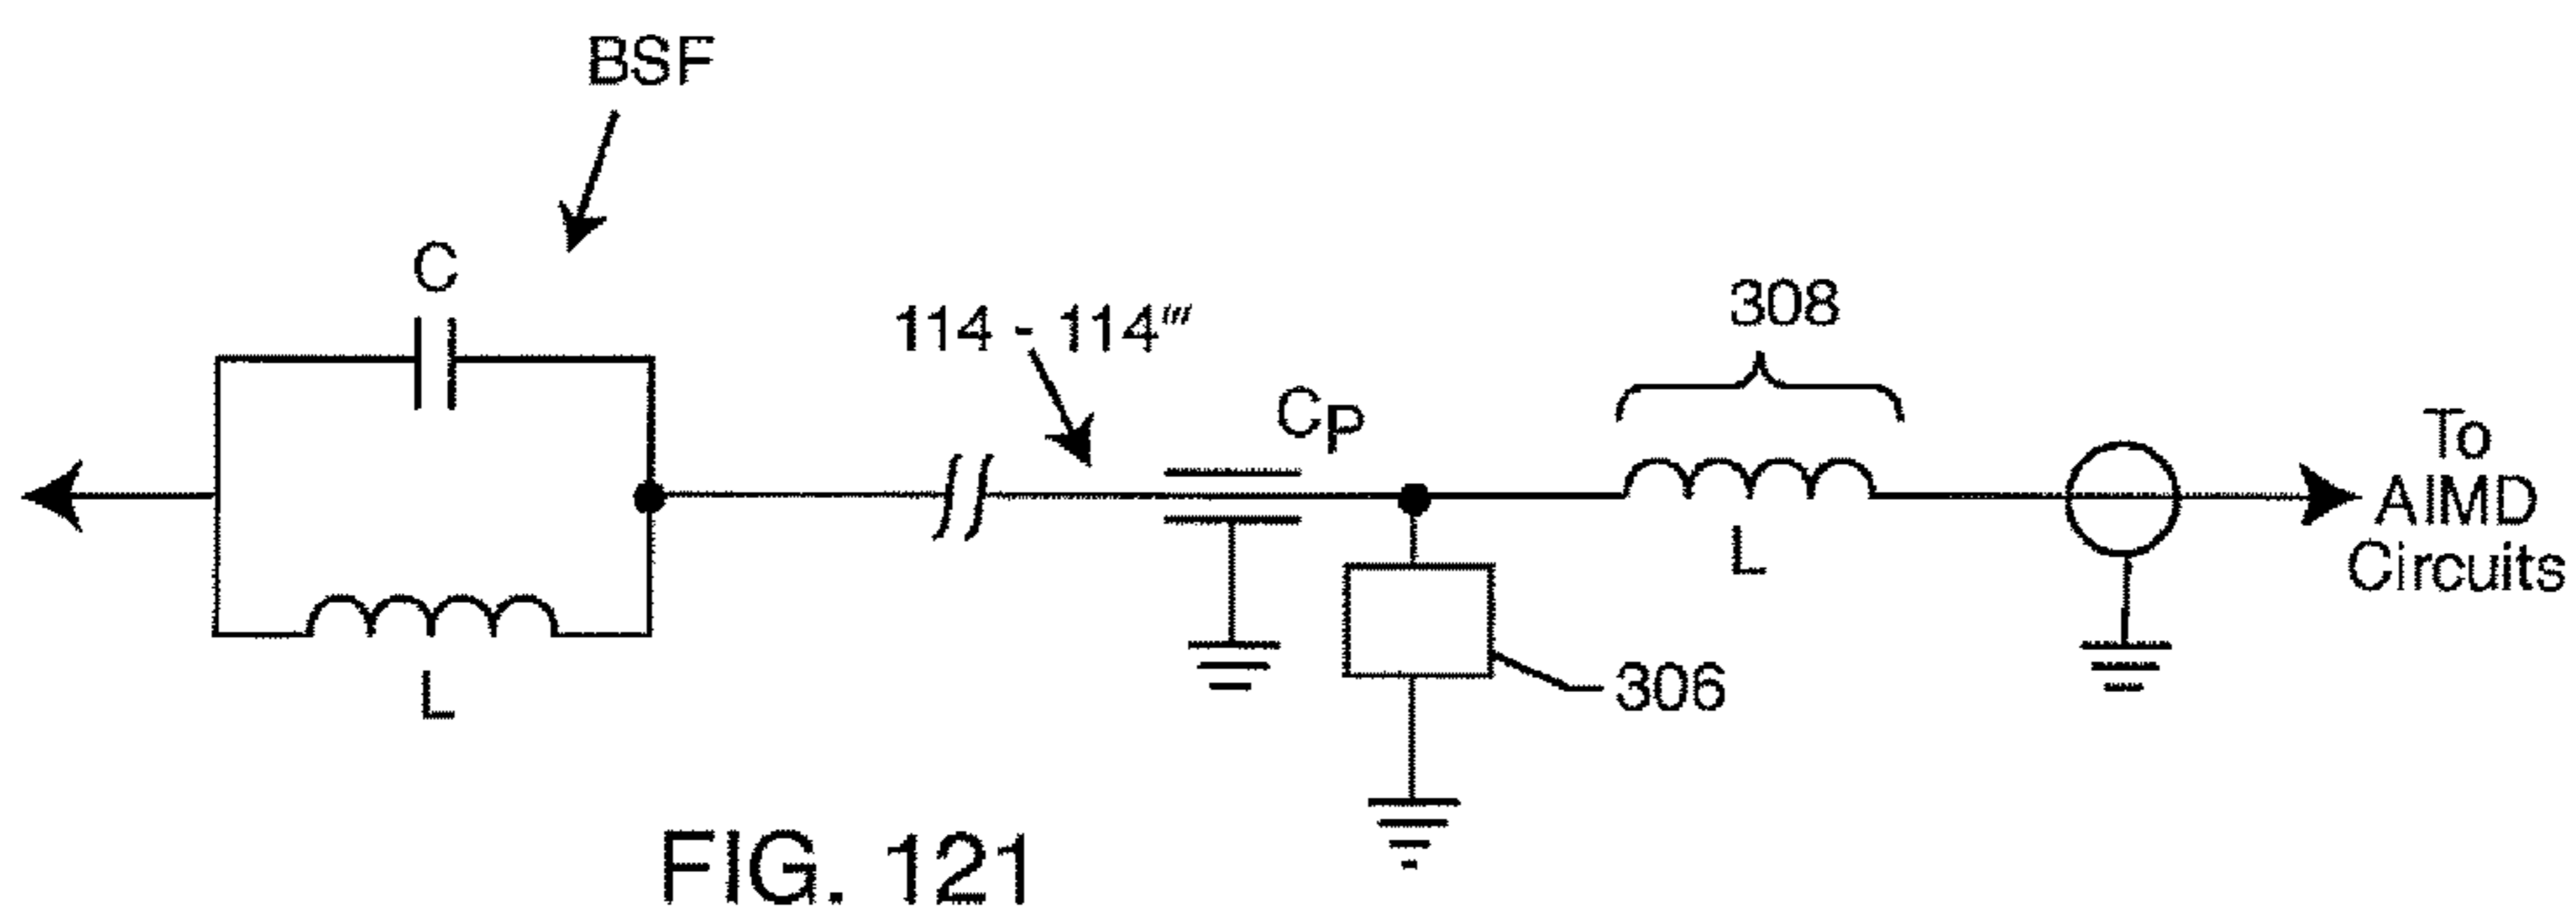 BSF
C
114 - 114‴
308
CP
To
AIMD
Circuits
L
L
306
FIG. 121